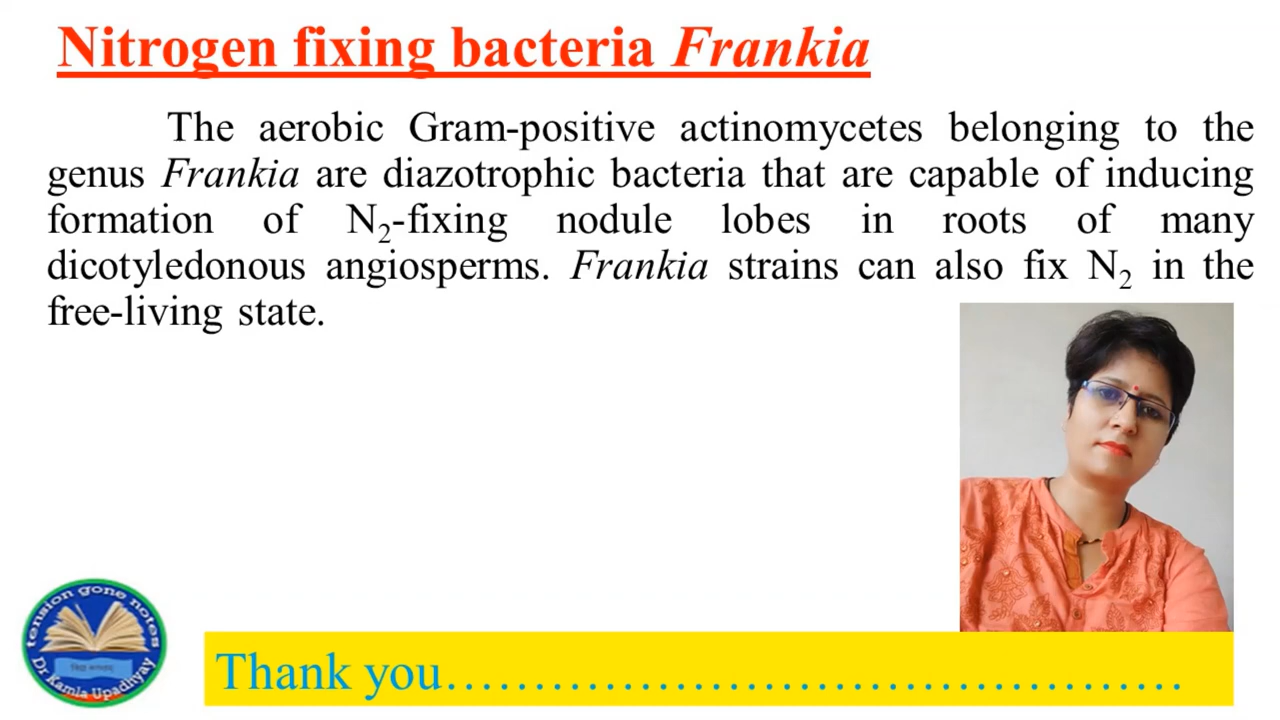 Nitrogen fixing bacteria Frankia
The aerobic Gram-positive actinomycetes belonging to the
genus Frankia are diazotrophic bacteria that are capable of inducing
formation of N₂-fixing nodule lobes in roots of many
dicotyledonous angiosperms. Frankia strains can also fix N₂ in the
free-living state.
tension gone notes
Dr Kamla Upadhyay
Thank you……………………………………………